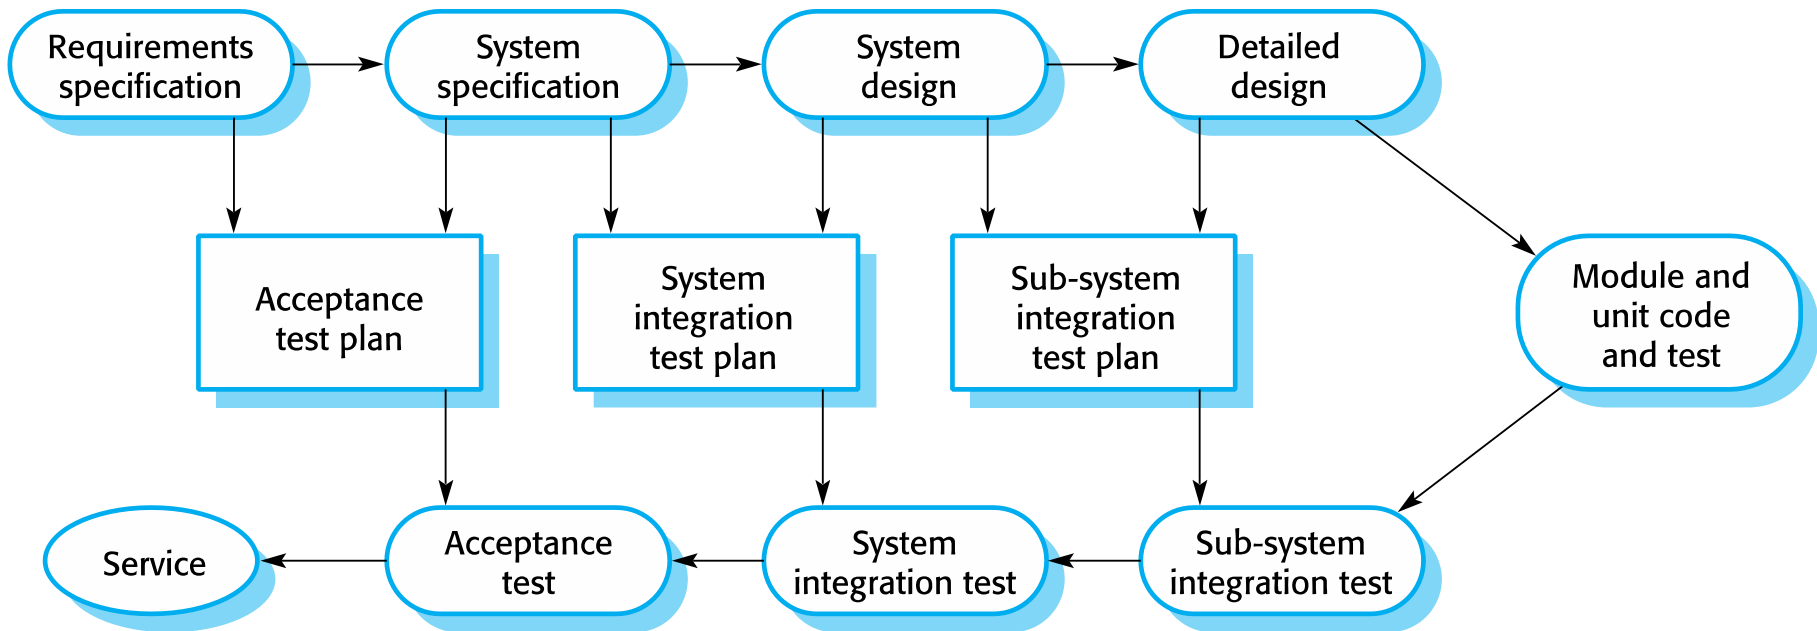 Requirements
specification
System
specification
System
design
Detailed
design
Acceptance
test plan
System
integration
test plan
Sub-system
integration
test plan
Module and
unit code
and test
Service
Acceptance
test
System
integration test
Sub-system
integration test